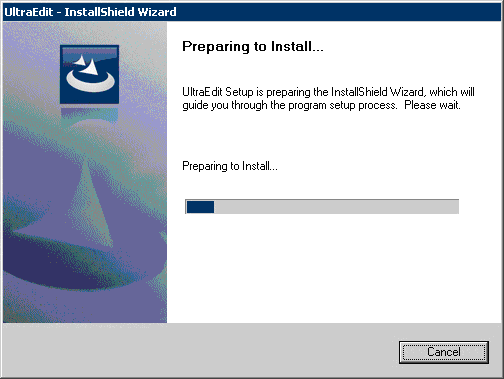 UltraEdit - InstallShield Wizard
Preparing to Install...
UltraEdit Setup is preparing the InstallShield Wizard, which will
guide you through the program setup process.  Please wait.
Preparing to Install...
Cancel